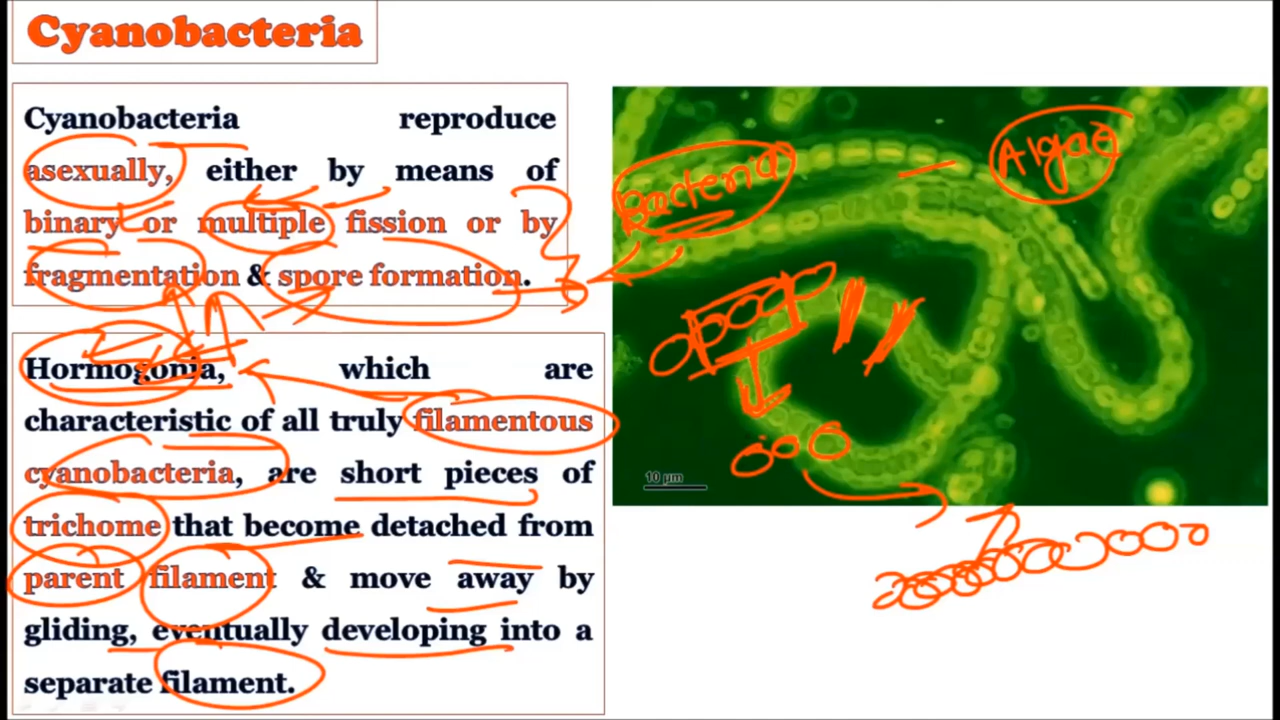 Cyanobacteria
Cyanobacteria reproduce
asexually, either by means of
binary or multiple fission or by
fragmentation & spore formation.
Hormogonia, which are
characteristic of all truly filamentous
cyanobacteria, are short pieces of
trichome that become detached from
parent filament & move away by
gliding, eventually developing into a
separate filament.
Bacteria
Algae
10 µm